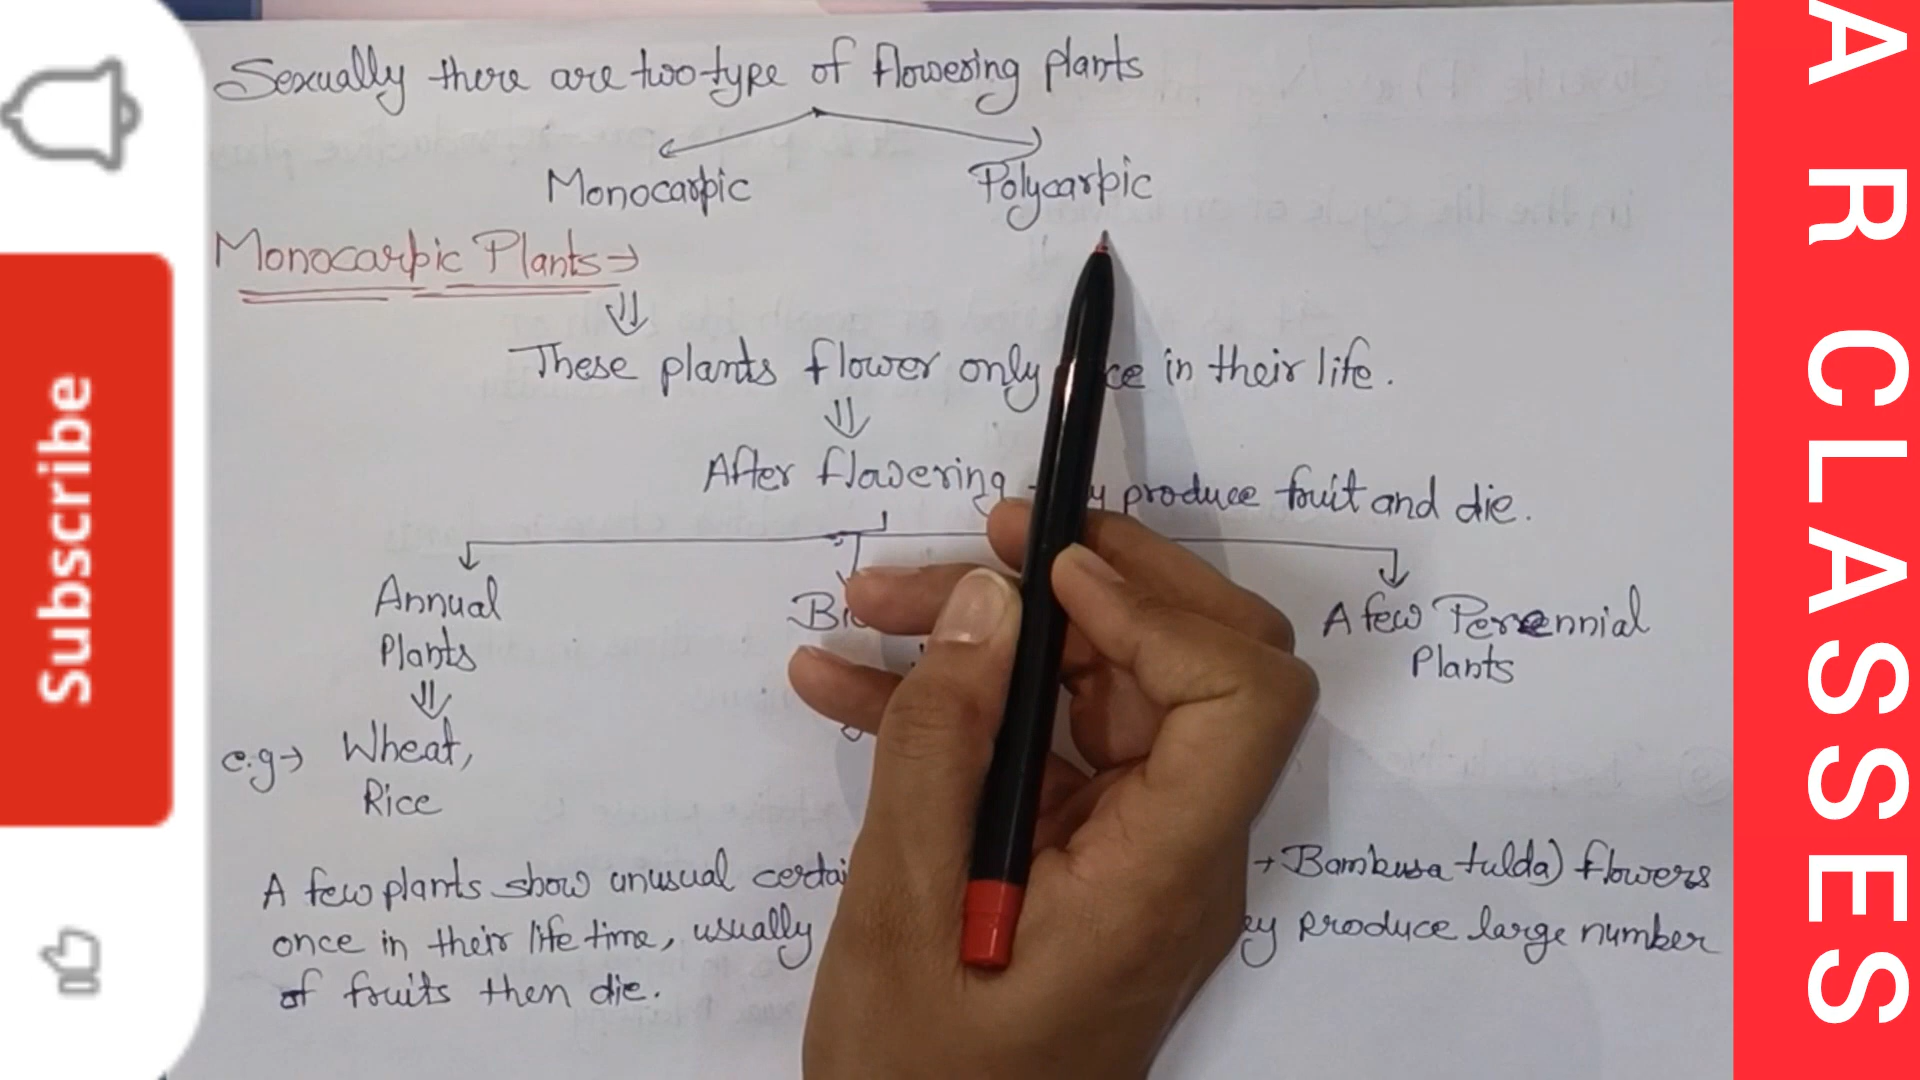 Sexually there are two type of flowering plants
Monocarpic Polycarpic
Monocarpic Plants→
These plants flower only in their life.
After flowering produce fruit and die.
Annual Plants
A few Perennial Plants
e.g→ Wheat, Rice
A few plants show unusual → Bambusa tulda) flowers
once in their life time, usually produce large number
of fruits then die.
Subscribe
A R CLASSES